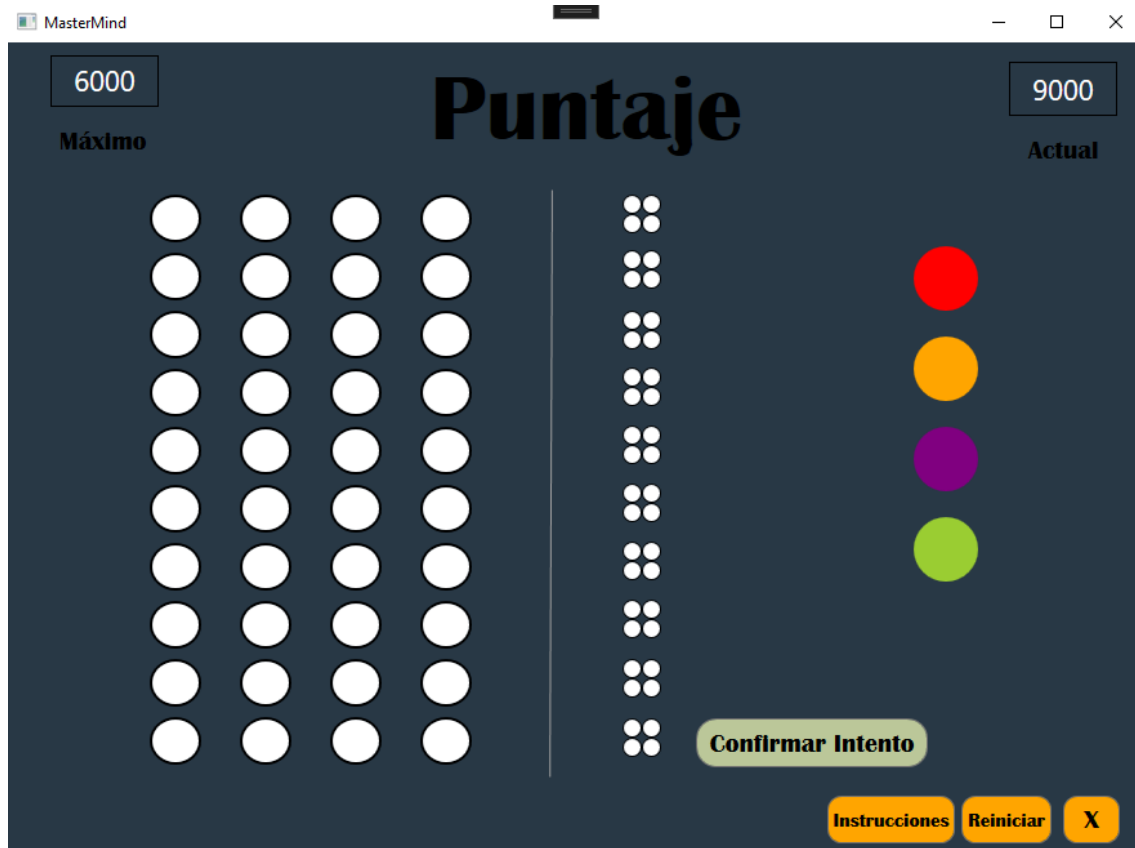 MasterMind
6000
Puntaje
9000
Máximo
Actual
Confirmar Intento
Instrucciones
Reiniciar
X